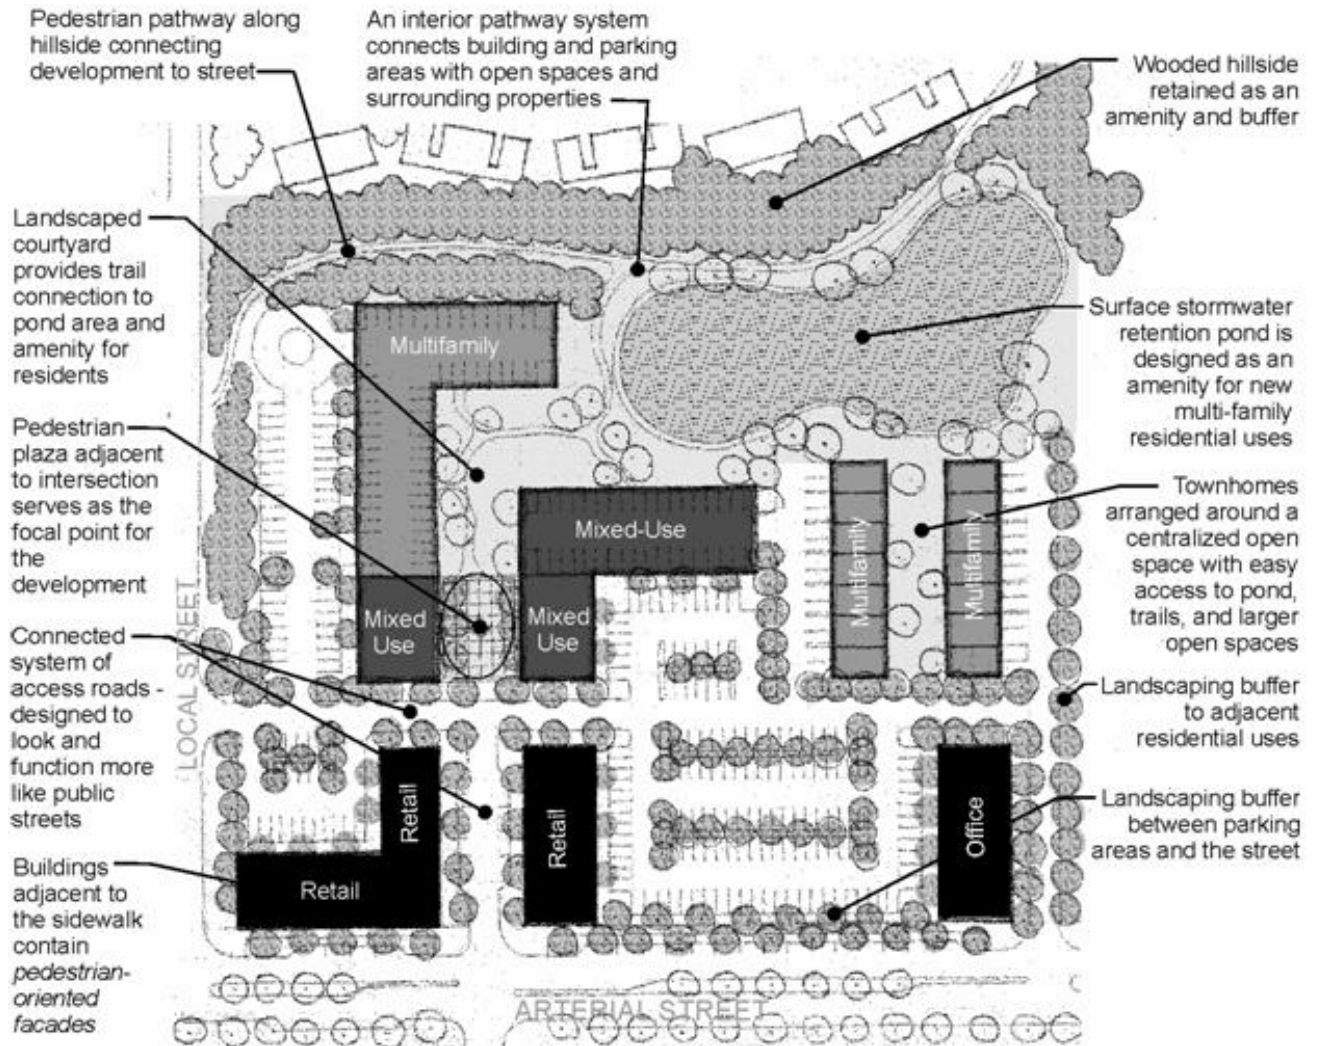 Pedestrian pathway along
hillside connecting
development to street
An interior pathway system
connects building and parking
areas with open spaces and
surrounding properties
Wooded hillside
retained as an
amenity and buffer
Landscaped
courtyard
provides trail
connection to
pond area and
amenity for
residents
Surface stormwater
retention pond is
designed as an
amenity for new
multi-family
residential uses
Pedestrian
plaza adjacent
to intersection
serves as the
focal point for
the
development
Townhomes
arranged around a
centralized open
space with easy
access to pond,
trails, and larger
open spaces
Connected
system of
access roads -
designed to
look and
function more
like public
streets
Landscaping buffer
to adjacent
residential uses
Landscaping buffer
between parking
areas and the street
Buildings
adjacent to
the sidewalk
contain
pedestrian-
oriented
facades
Multifamily
Mixed-Use
Mixed
Use
Mixed
Use
Multifamily
Multifamily
Retail
Retail
Retail
Office
LOCAL STREET
ARTERIAL STREET